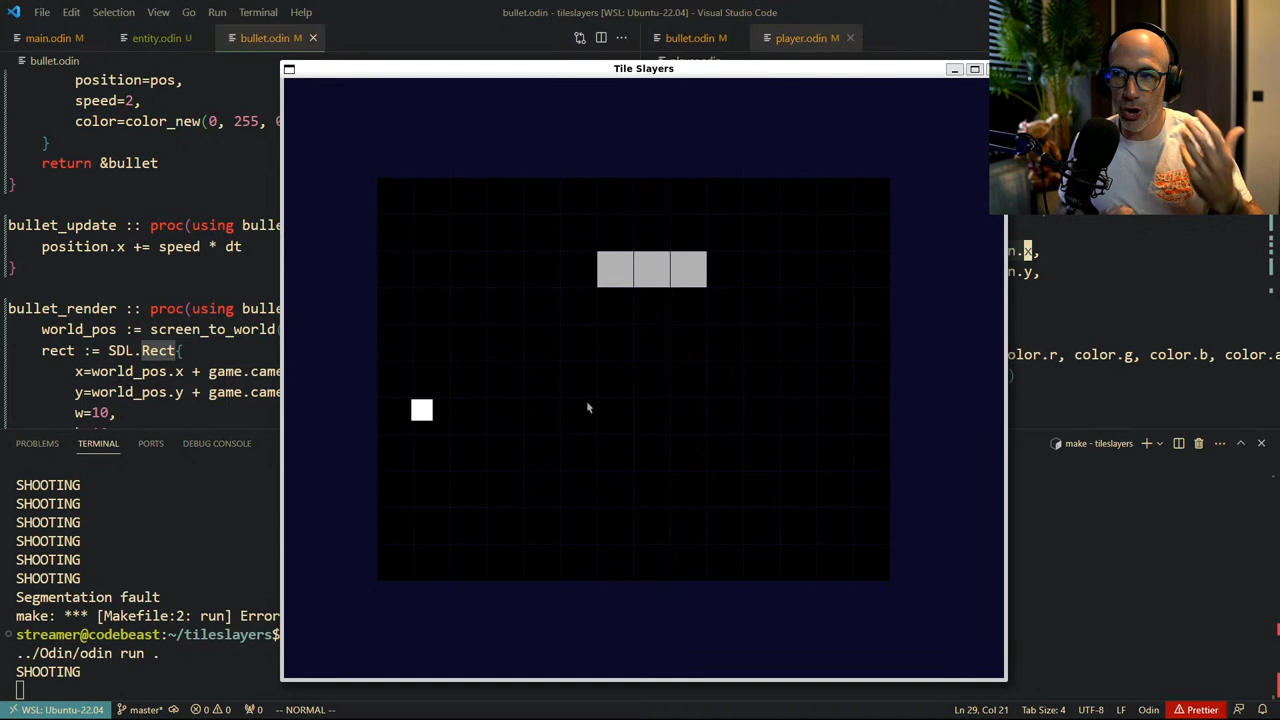 File Edit Selection View Go Run Terminal Help
bullet.odin - tileslayers [WSL: Ubuntu-22.04] - Visual Studio Code
main.odin M
entity.odin U
bullet.odin M
bullet.odin M
player.odin M
bullet.odin
Tile Slayers
position=pos,
speed=2,
color=color_new(0, 255,
}
return &bullet
}
bullet_update :: proc(using bul
position.x += speed * dt
}
bullet_render :: proc(using bul
world_pos := screen_to_world(
rect := SDL.Rect{
x=world_pos.x + game.came
y=world_pos.y + game.came
w=10,
n.x,
n.y,
olor.r, color.g, color.b, color.a
)
PROBLEMS TERMINAL PORTS DEBUG CONSOLE
make - tileslayers
SHOOTING
SHOOTING
SHOOTING
SHOOTING
SHOOTING
SHOOTING
Segmentation fault
make: *** [Makefile:2: run] Error
streamer@codebeast:~/tileslayers$
../Odin/odin run .
SHOOTING
WSL: Ubuntu-22.04 master* 0 0 0 -- NORMAL --
Ln 29, Col 21 Tab Size: 4 UTF-8 LF Odin Prettier